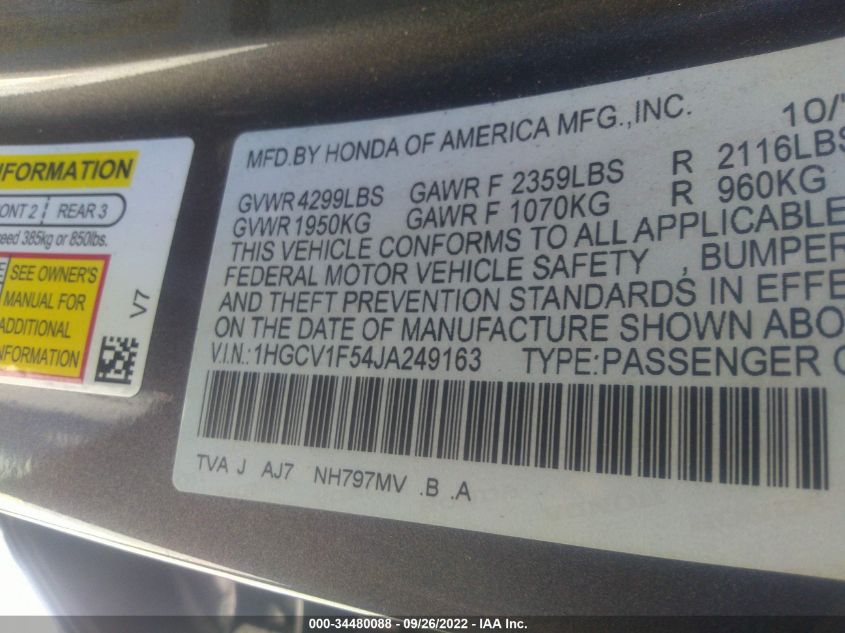 INFORMATION
ONT 2 | REAR 3
eed 385kg or 850lbs.
SEE OWNER'S
MANUAL FOR
ADDITIONAL
INFORMATION
V7
MFD.BY HONDA OF AMERICA MFG.,INC. 10/
GVWR 4299LBS GAWR F 2359LBS R 2116LBS
GVWR 1950KG GAWR F 1070KG R 960KG
THIS VEHICLE CONFORMS TO ALL APPLICABLE
FEDERAL MOTOR VEHICLE SAFETY , BUMPER
AND THEFT PREVENTION STANDARDS IN EFFE
ON THE DATE OF MANUFACTURE SHOWN ABO
V.I.N.:1HGCV1F54JA249163 TYPE:PASSENGER C
TVA J AJ7 NH797MV .B .A
000-34480088 - 09/26/2022 - IAA Inc.